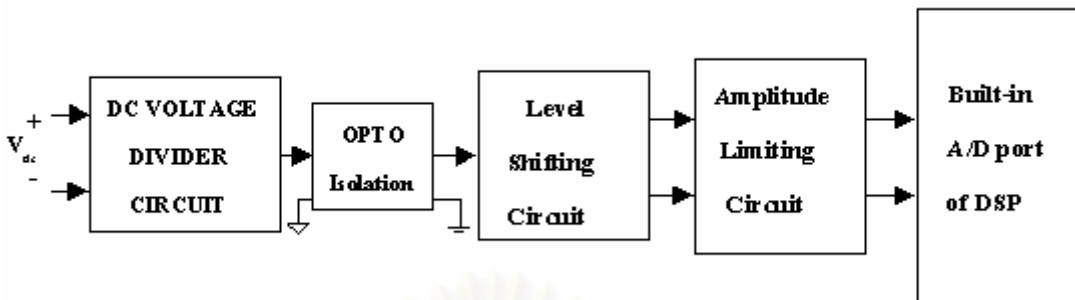 +
V dc
-
DC VOLTAGE
DIVIDER
CIRCUIT
OPTO
Isolation
Level
Shifting
Circuit
Amplitude
Limiting
Circuit
Built-in
A/D port
of DSP